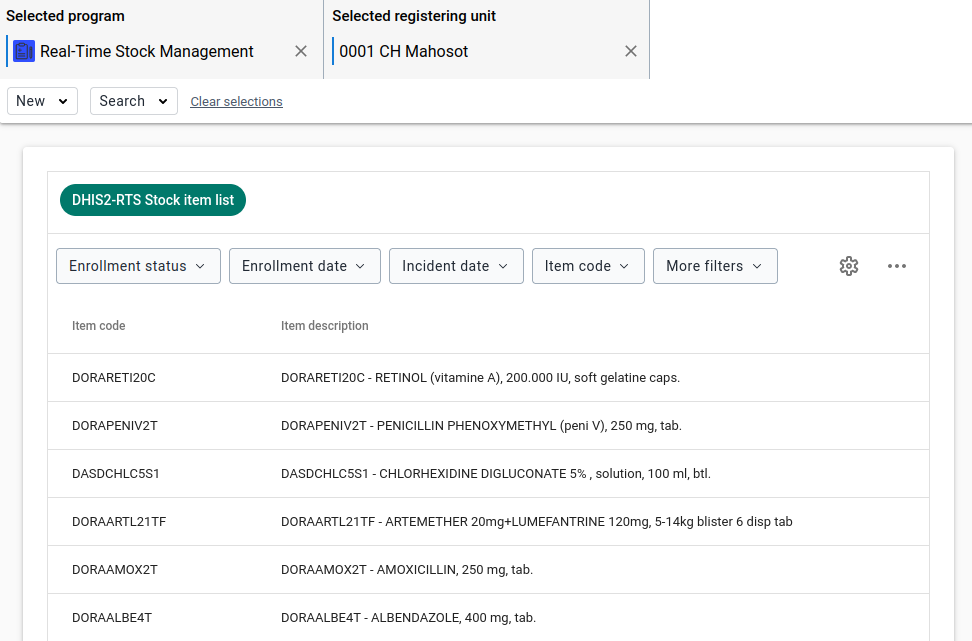 Selected program
Selected registering unit
Real-Time Stock Management
0001 CH Mahosot
New
Search
Clear selections
DHIS2-RTS Stock item list
Enrollment status
Enrollment date
Incident date
Item code
More filters
Item code
Item description
DORARETI20C
DORARETI20C - RETINOL (vitamine A), 200.000 IU, soft gelatine caps.
DORAPENIV2T
DORAPENIV2T - PENICILLIN PHENOXYMETHYL (peni V), 250 mg, tab.
DASDCHLC5S1
DASDCHLC5S1 - CHLORHEXIDINE DIGLUCONATE 5% , solution, 100 ml, btl.
DORAARTL21TF
DORAARTL21TF - ARTEMETHER 20mg+LUMEFANTRINE 120mg, 5-14kg blister 6 disp tab
DORAAMOX2T
DORAAMOX2T - AMOXICILLIN, 250 mg, tab.
DORAALBE4T
DORAALBE4T - ALBENDAZOLE, 400 mg, tab.